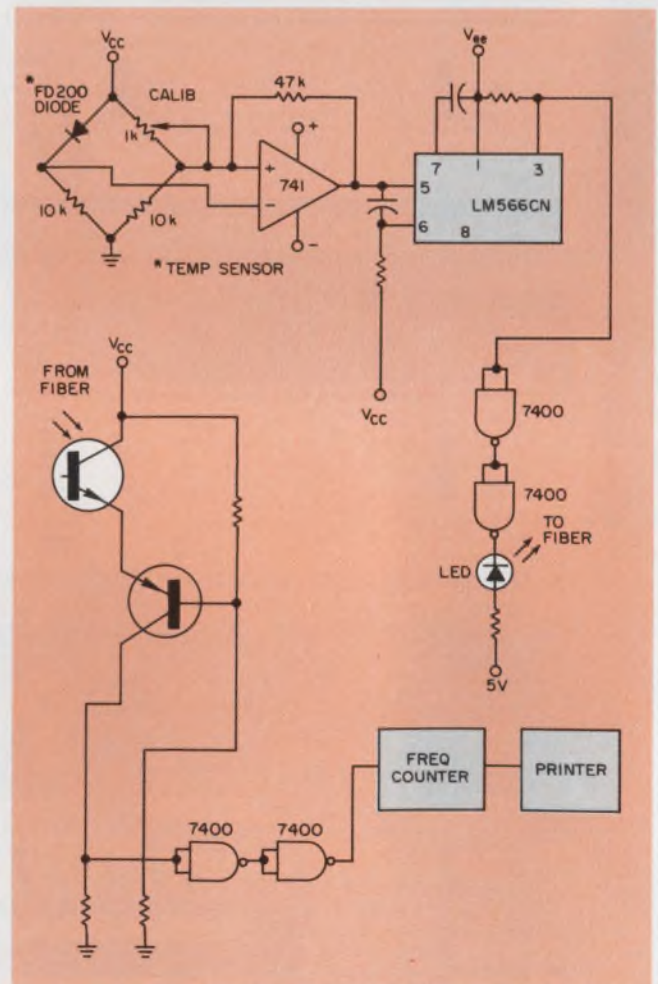 Vcc
* FD200
DIODE
CALIB
1k
47k
+
+
741
-
-
10k
10k
* TEMP SENSOR
Vee
7
1
3
5
LM566CN
6
8
Vcc
Vcc
FROM
FIBER
7400
7400
TO
FIBER
LED
5V
FREQ
COUNTER
PRINTER
7400
7400